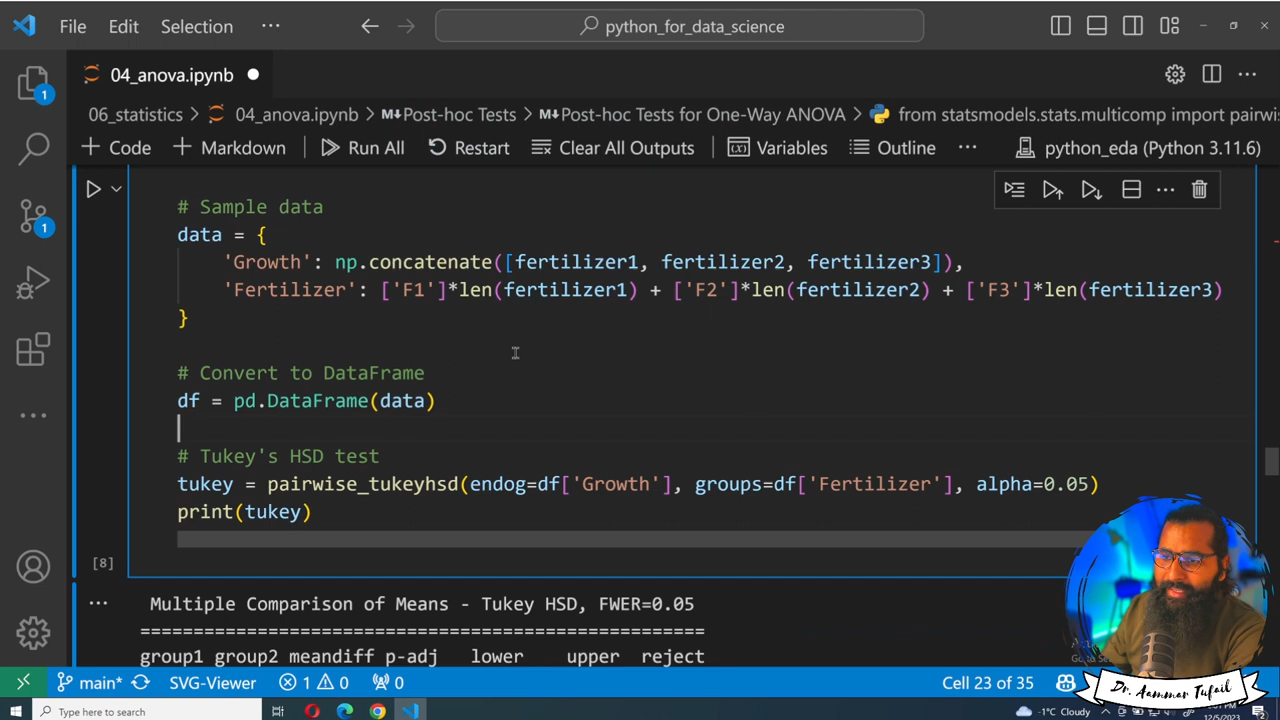 File Edit Selection ··· python_for_data_science
04_anova.ipynb
06_statistics > 04_anova.ipynb > M↓Post-hoc Tests > M↓Post-hoc Tests for One-Way ANOVA > from statsmodels.stats.multicomp import pairwis
+ Code + Markdown Run All Restart Clear All Outputs Variables Outline ··· python_eda (Python 3.11.6)
# Sample data
data = {
'Growth': np.concatenate([fertilizer1, fertilizer2, fertilizer3]),
'Fertilizer': ['F1']*len(fertilizer1) + ['F2']*len(fertilizer2) + ['F3']*len(fertilizer3)
}
# Convert to DataFrame
df = pd.DataFrame(data)
# Tukey's HSD test
tukey = pairwise_tukeyhsd(endog=df['Growth'], groups=df['Fertilizer'], alpha=0.05)
print(tukey)
[8]
Multiple Comparison of Means - Tukey HSD, FWER=0.05
====================================================
group1 group2 meandiff p-adj lower upper reject
main* SVG-Viewer 1 0 0 Cell 23 of 35
Dr. Aammar Tufail
Type here to search -1°C Cloudy
12/5/2023
1
1